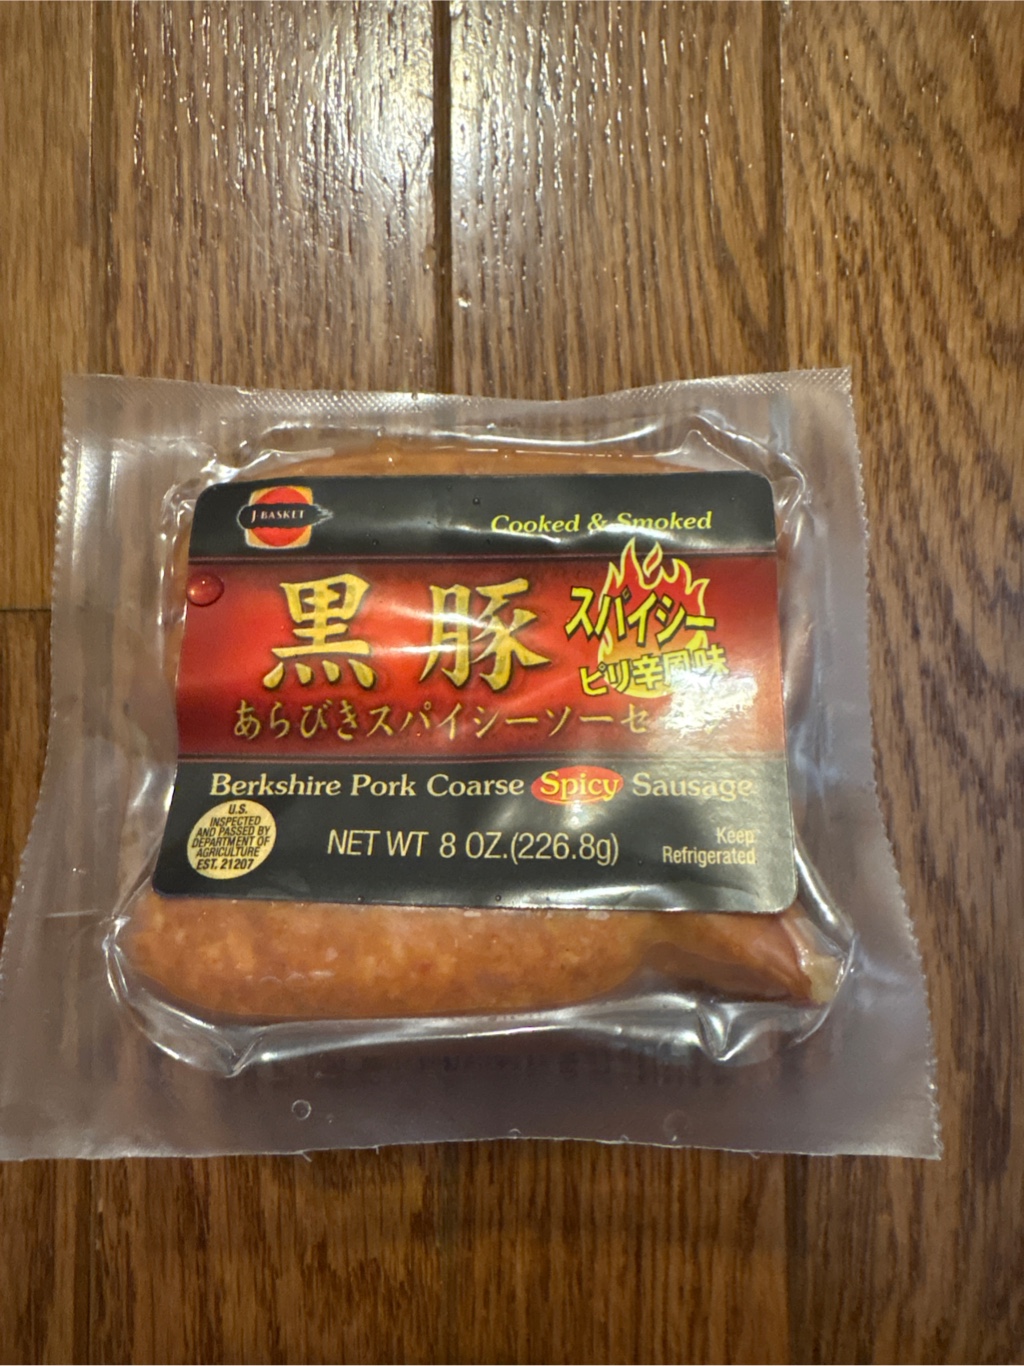 J-BASKET
Cooked & Smoked
黒豚
スパイシー
ピリ辛風味
あらびきスパイシーソーセ
Berkshire Pork Coarse Spicy Sausage
U.S.
INSPECTED
AND PASSED BY
DEPARTMENT OF
AGRICULTURE
EST. 21207
NET WT 8 OZ.(226.8g)
Keep
Refrigerated